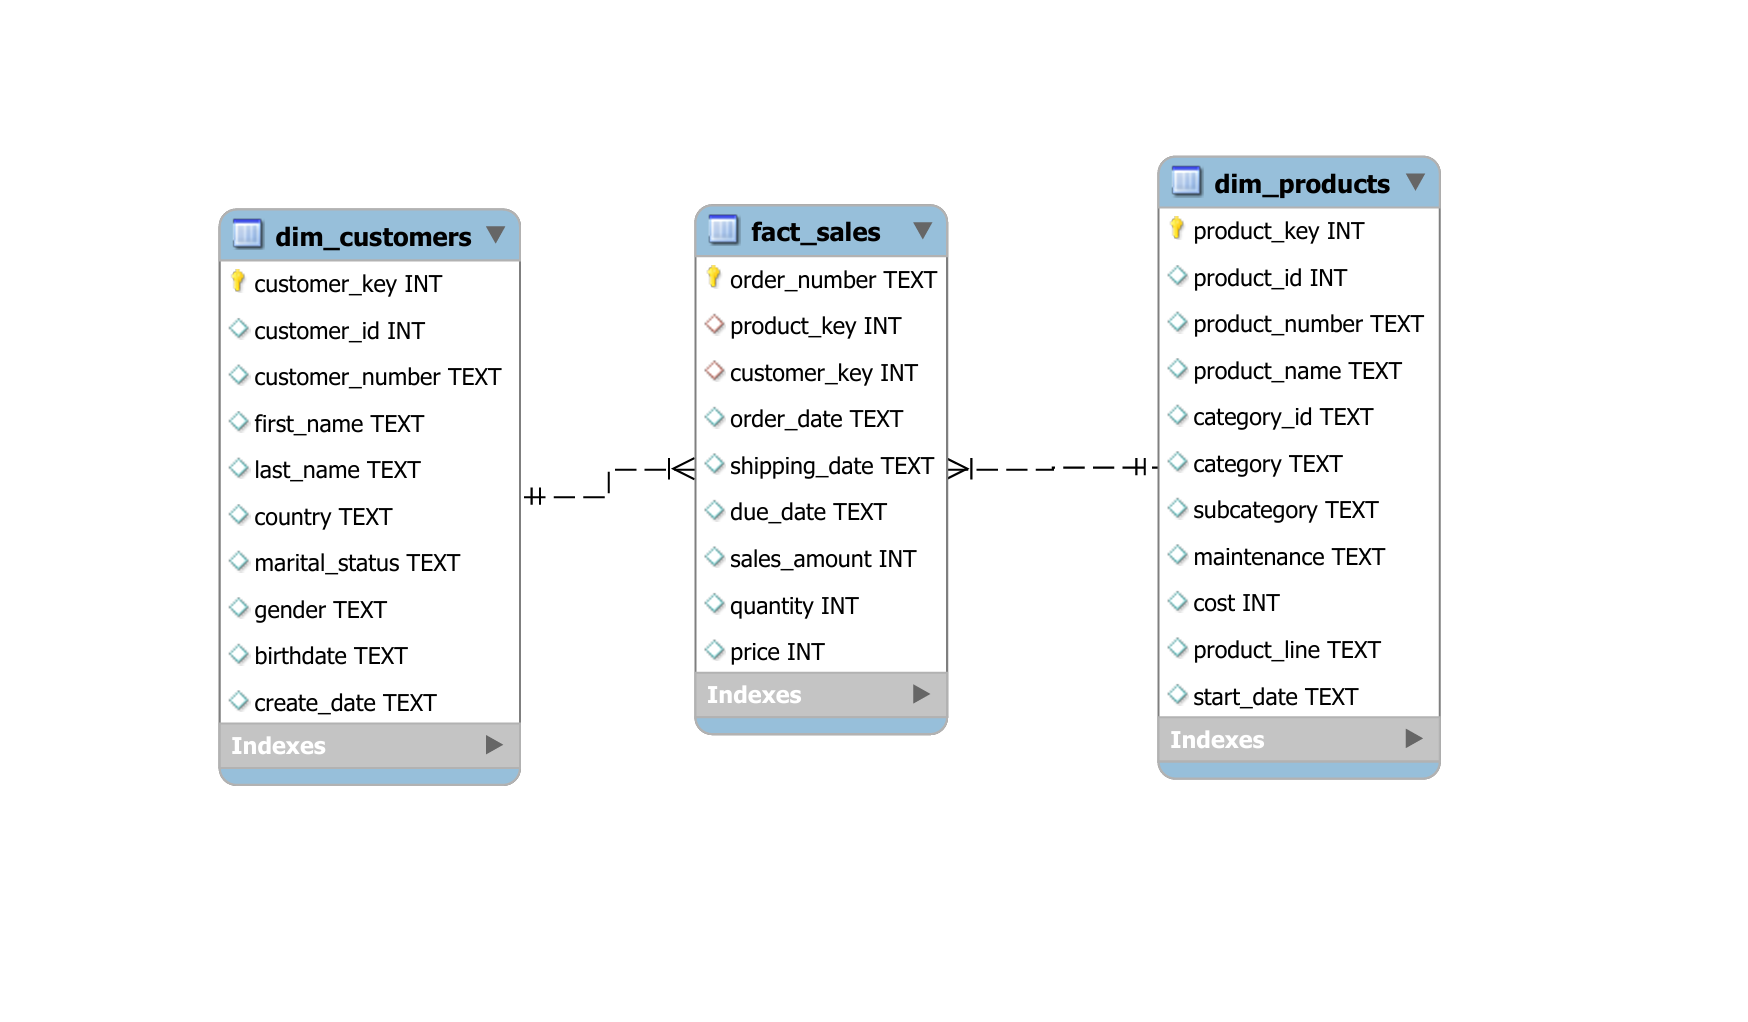 dim_customers
customer_key INT
customer_id INT
customer_number TEXT
first_name TEXT
last_name TEXT
country TEXT
marital_status TEXT
gender TEXT
birthdate TEXT
create_date TEXT
Indexes
fact_sales
order_number TEXT
product_key INT
customer_key INT
order_date TEXT
shipping_date TEXT
due_date TEXT
sales_amount INT
quantity INT
price INT
Indexes
dim_products
product_key INT
product_id INT
product_number TEXT
product_name TEXT
category_id TEXT
category TEXT
subcategory TEXT
maintenance TEXT
cost INT
product_line TEXT
start_date TEXT
Indexes